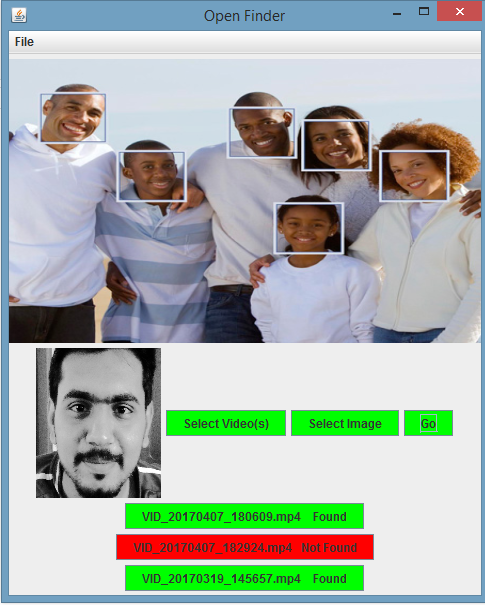 Open Finder
File
Select Video(s) Select Image Go
VID_20170407_180609.mp4 Found
VID_20170407_182924.mp4 Not Found
VID_20170319_145657.mp4 Found